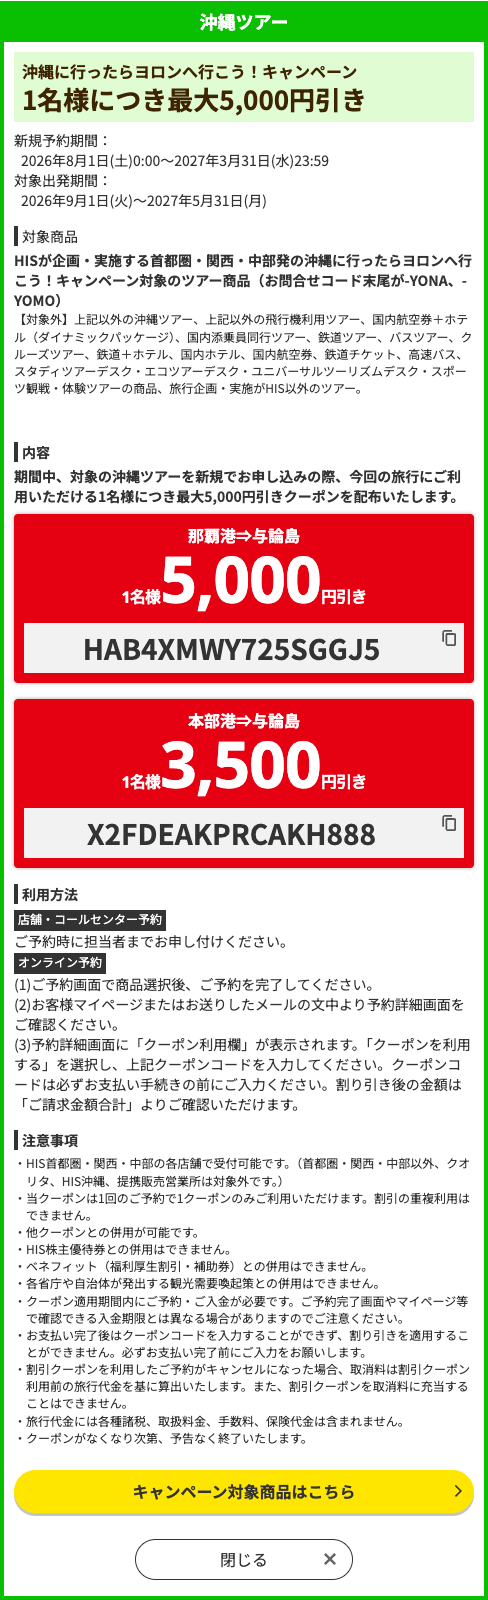 沖縄ツアー
沖縄に行ったらヨロンへ行こう！キャンペーン
1名様につき最大5,000円引き
新規予約期間：
2026年8月1日(土)0:00～2027年3月31日(水)23:59
対象出発期間：
2026年9月1日(火)～2027年5月31日(月)
対象商品
HISが企画・実施する首都圏・関西・中部発の沖縄に行ったらヨロンへ行
こう！キャンペーン対象のツアー商品（お問合せコード末尾が-YONA、-
YOMO）
【対象外】上記以外の沖縄ツアー、上記以外の飛行機利用ツアー、国内航空券＋ホテ
ル（ダイナミックパッケージ）、国内添乗員同行ツアー、鉄道ツアー、バスツアー、ク
ルーズツアー、鉄道＋ホテル、国内ホテル、国内航空券、鉄道チケット、高速バス、
スタディツアーデスク・エコツアーデスク・ユニバーサルツーリズムデスク・スポー
ツ観戦・体験ツアーの商品、旅行企画・実施がHIS以外のツアー。
内容
期間中、対象の沖縄ツアーを新規でお申し込みの際、今回の旅行にご利
用いただける1名様につき最大5,000円引きクーポンを配布いたします。
那覇港⇒与論島
1名様5,000円引き
HAB4XMWY725SGGJ5
本部港⇒与論島
1名様3,500円引き
X2FDEAKPRCAKH888
利用方法
店舗・コールセンター予約
ご予約時に担当者までお申し付けください。
オンライン予約
(1)ご予約画面で商品選択後、ご予約を完了してください。
(2)お客様マイページまたはお送りしたメールの文中より予約詳細画面を
ご確認ください。
(3)予約詳細画面に「クーポン利用欄」が表示されます。「クーポンを利用
する」を選択し、上記クーポンコードを入力してください。クーポンコ
ードは必ずお支払い手続きの前にご入力ください。割り引き後の金額は
「ご請求金額合計」よりご確認いただけます。
注意事項
・HIS首都圏・関西・中部の各店舗で受付可能です。（首都圏・関西・中部以外、クオ
リタ、HIS沖縄、提携販売営業所は対象外です。）
・当クーポンは1回のご予約で1クーポンのみご利用いただけます。割引の重複利用は
できません。
・他クーポンとの併用が可能です。
・HIS株主優待券との併用はできません。
・ベネフィット（福利厚生割引・補助券）との併用はできません。
・各省庁や自治体が発出する観光需要喚起策との併用はできません。
・クーポン適用期間内にご予約・ご入金が必要です。ご予約完了画面やマイページ等
で確認できる入金期限とは異なる場合がありますのでご注意ください。
・お支払い完了後はクーポンコードを入力することができず、割り引きを適用するこ
とができません。必ずお支払い完了前にご入力をお願いします。
・割引クーポンを利用したご予約がキャンセルになった場合、取消料は割引クーポン
利用前の旅行代金を基に算出いたします。また、割引クーポンを取消料に充当する
ことはできません。
・旅行代金には各種諸税、取扱料金、手数料、保険代金は含まれません。
・クーポンがなくなり次第、予告なく終了いたします。
キャンペーン対象商品はこちら
閉じる